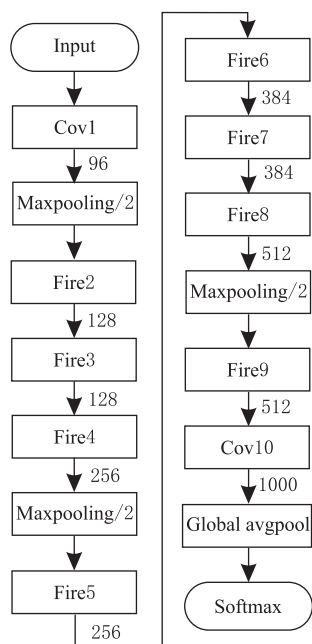 Input
Cov1
96
Maxpooling/2
Fire2
128
Fire3
128
Fire4
256
Maxpooling/2
Fire5
256
Fire6
384
Fire7
384
Fire8
512
Maxpooling/2
Fire9
512
Cov10
1000
Global avgpool
Softmax